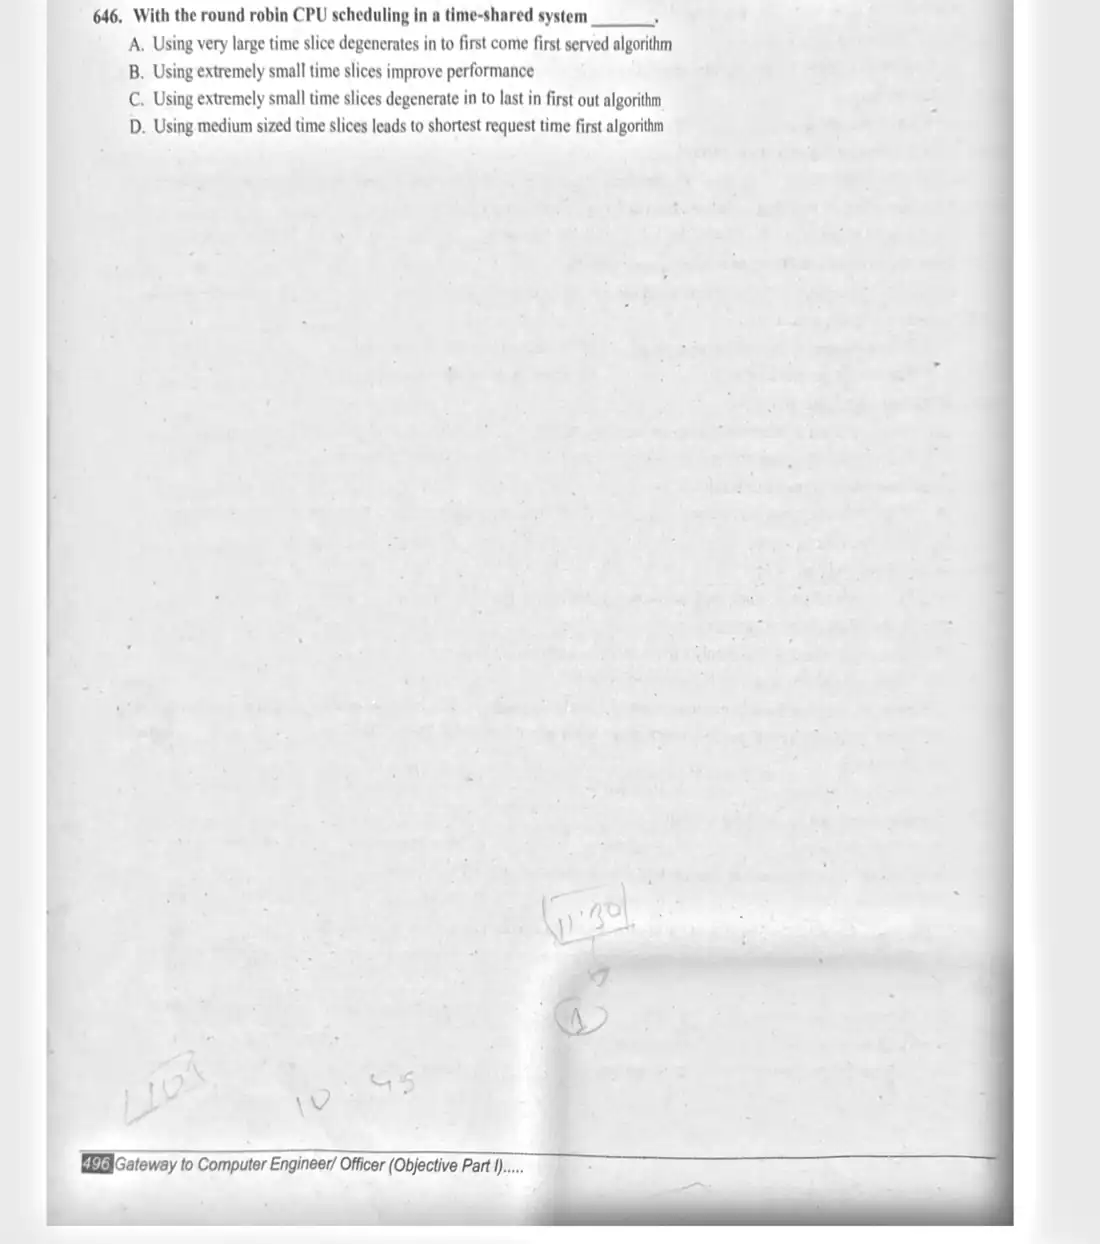 646. With the round robin CPU scheduling in a time-shared system ______.
A. Using very large time slice degenerates in to first come first served algorithm
B. Using extremely small time slices improve performance
C. Using extremely small time slices degenerate in to last in first out algorithm
D. Using medium sized time slices leads to shortest request time first algorithm
11:30
10:45
496 Gateway to Computer Engineer/ Officer (Objective Part I).....